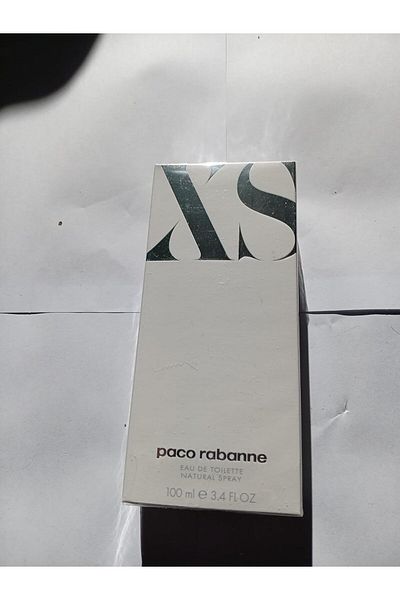 XS
paco rabanne
EAU DE TOILETTE
NATURAL SPRAY
100 ml ℮ 3,4 FL·OZ